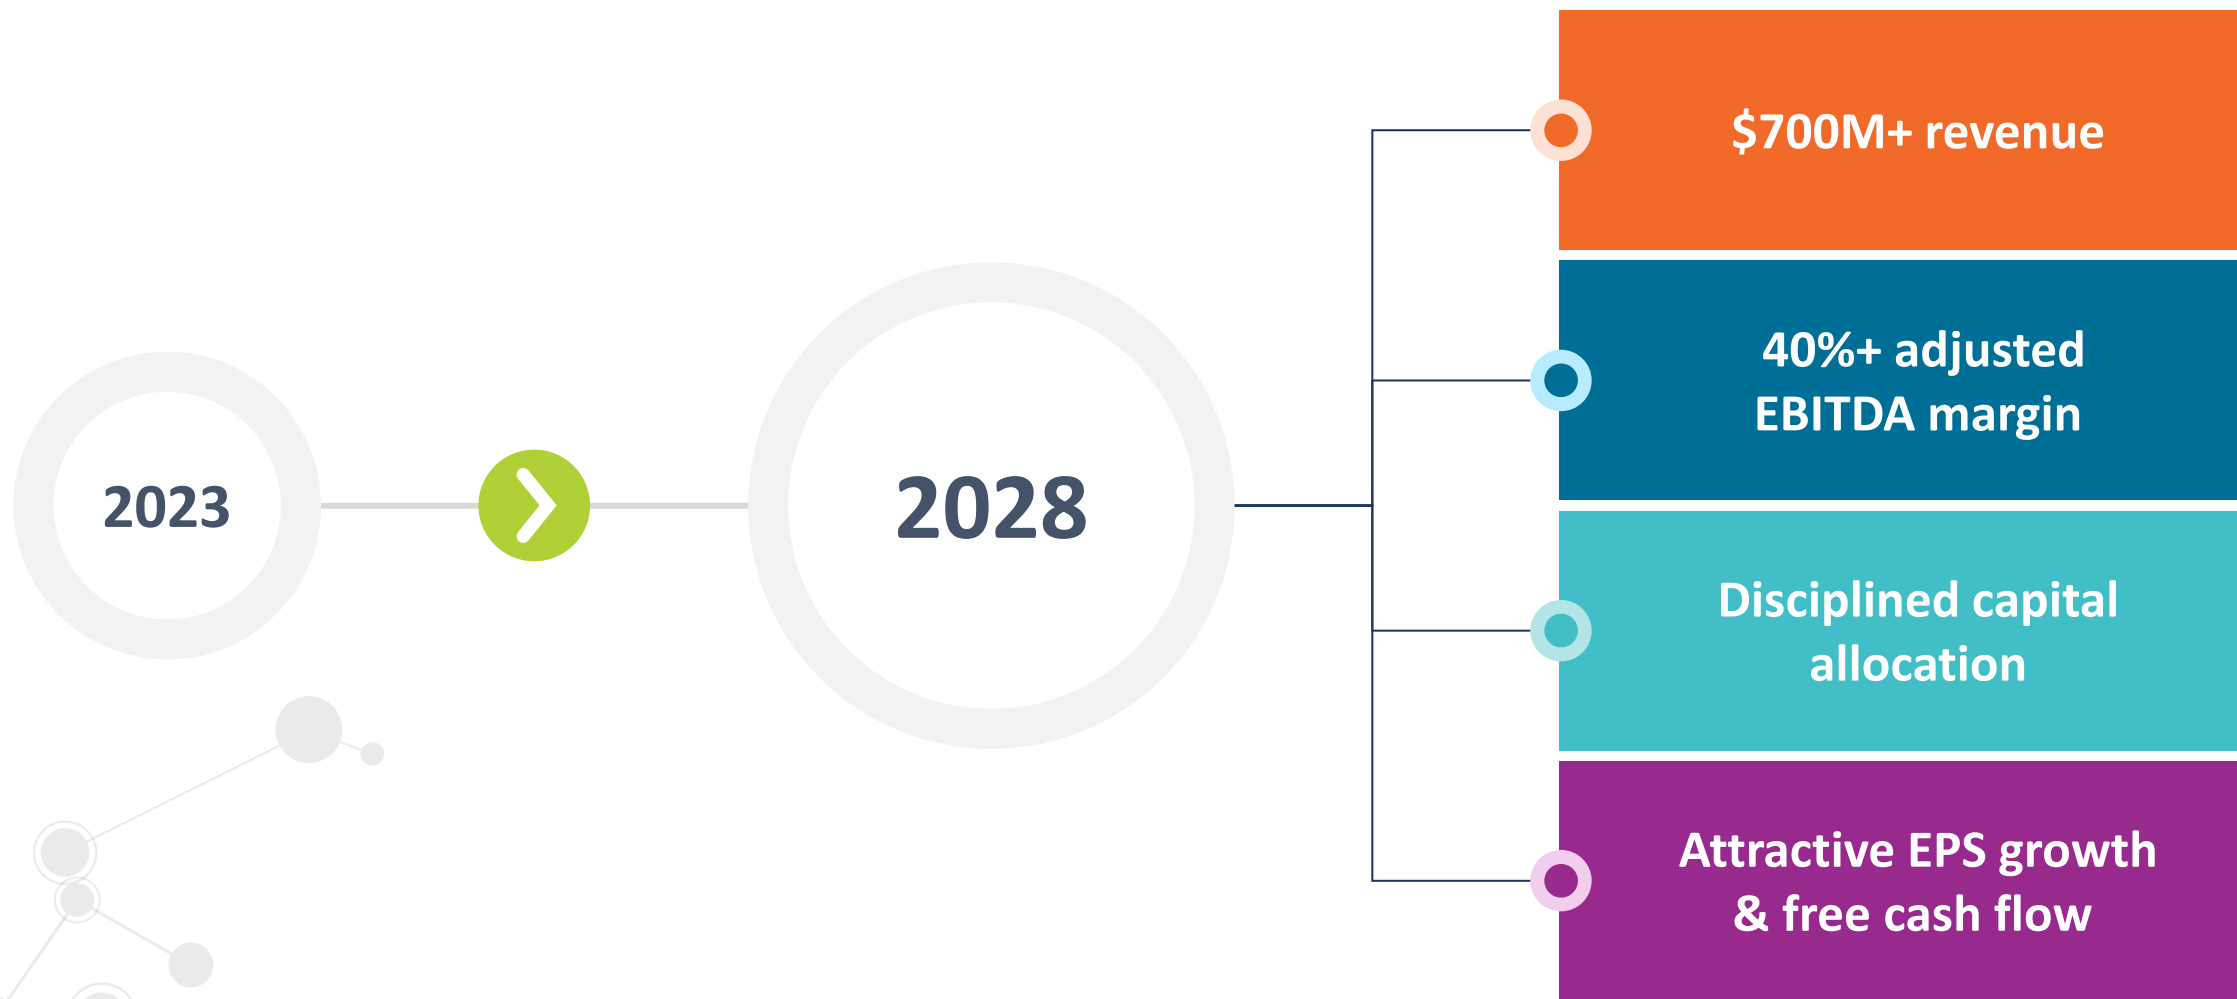 2023
2028
$700M+ revenue
40%+ adjusted
EBITDA margin
Disciplined capital
allocation
Attractive EPS growth
& free cash flow